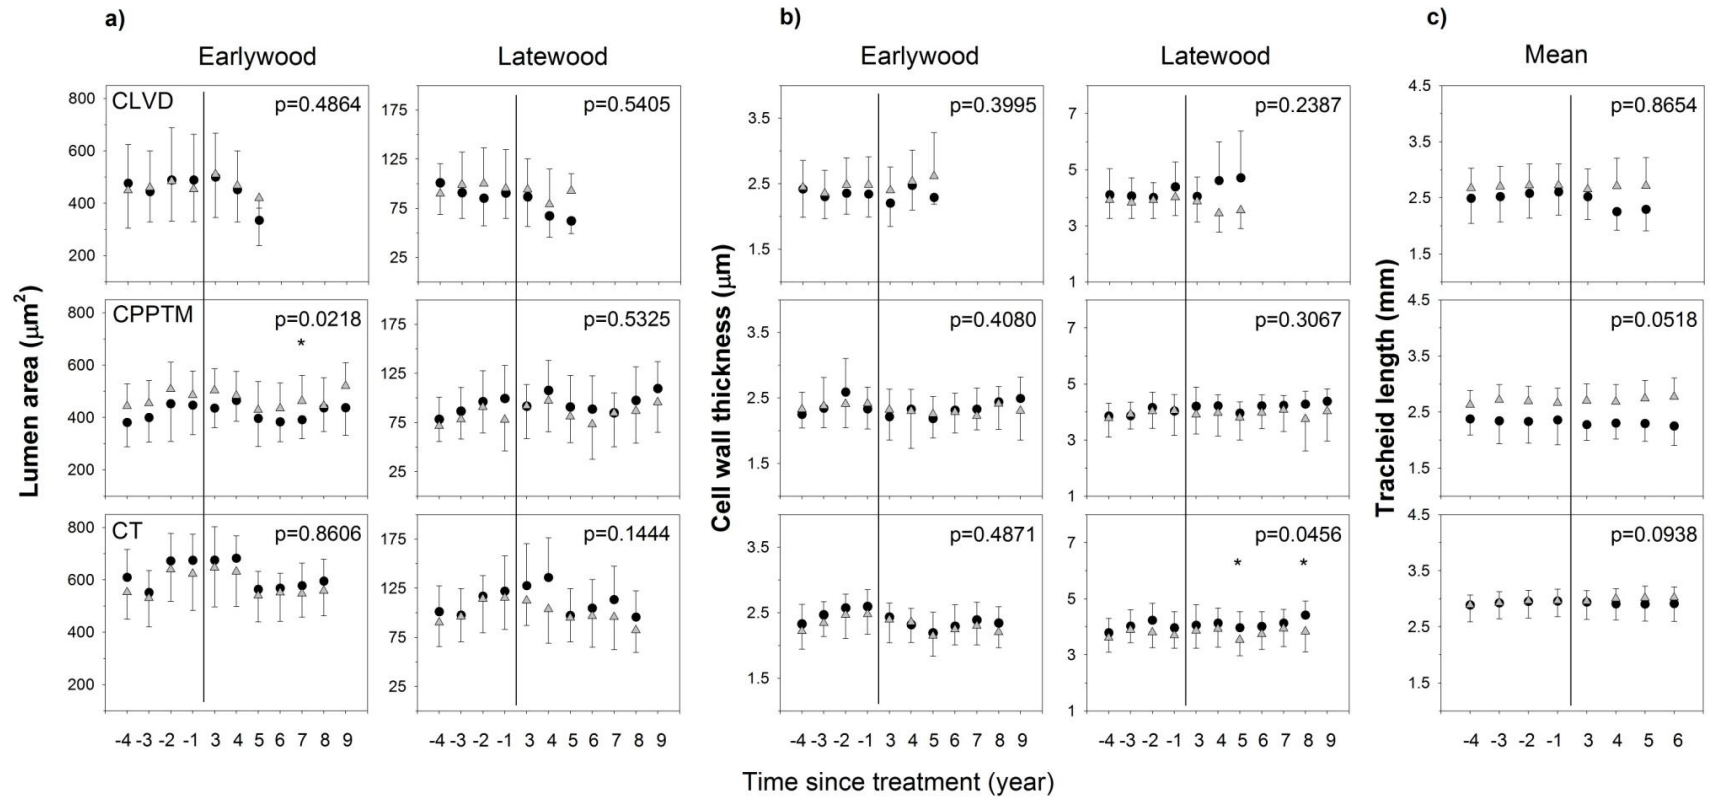 a)
b)
c)
Earlywood
Latewood
Earlywood
Latewood
Mean
Lumen area (μm²)
800
600
400
200
CLVD
p=0.4864
175
125
75
25
p=0.5405
Cell wall thickness (μm)
3.5
2.5
1.5
p=0.3995
7
5
3
1
p=0.2387
Tracheid length (mm)
4.5
3.5
2.5
1.5
p=0.8654
800
600
400
200
CPPTM
p=0.0218
*
175
125
75
25
p=0.5325
3.5
2.5
1.5
p=0.4080
7
5
3
1
p=0.3067
4.5
3.5
2.5
1.5
p=0.0518
800
600
400
200
CT
p=0.8606
175
125
75
25
p=0.1444
3.5
2.5
1.5
p=0.4871
7
5
3
1
p=0.0456
* *
4.5
3.5
2.5
1.5
p=0.0938
-4 -3 -2 -1 3 4 5 6 7 8 9
-4 -3 -2 -1 3 4 5 6 7 8 9
-4 -3 -2 -1 3 4 5 6 7 8 9
-4 -3 -2 -1 3 4 5 6 7 8 9
-4 -3 -2 -1 3 4 5 6
Time since treatment (year)